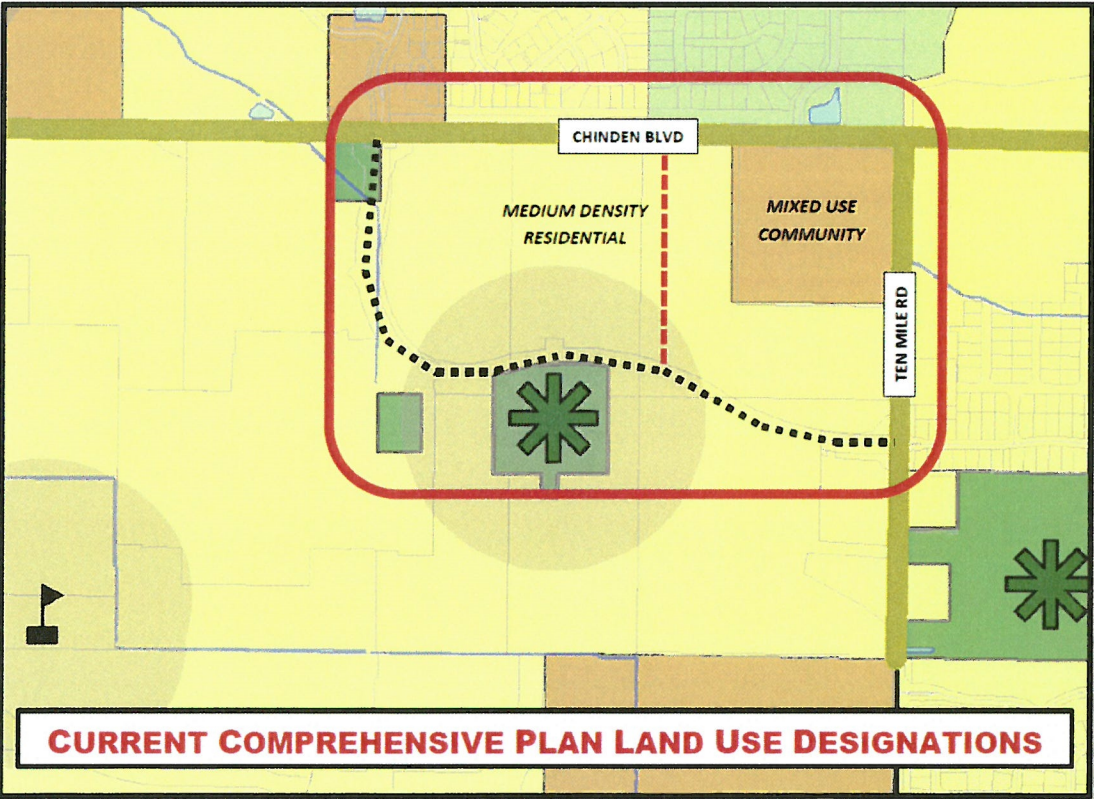 CHINDEN BLVD
MEDIUM DENSITY
RESIDENTIAL
MIXED USE
COMMUNITY
TEN MILE RD
CURRENT COMPREHENSIVE PLAN LAND USE DESIGNATIONS